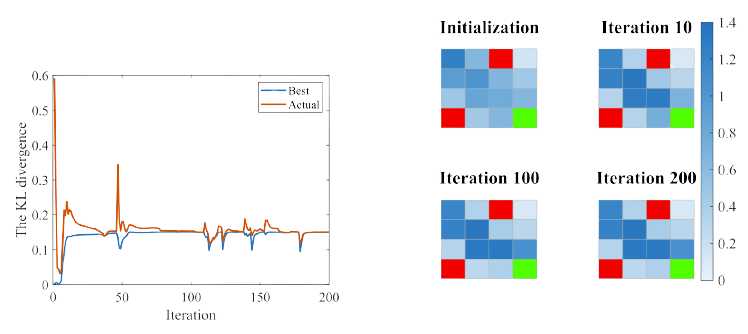 The KL divergence
0.6
0.5
0.4
0.3
0.2
0.1
0
0
50
100
150
200
Iteration
Best
Actual
Initialization
Iteration 10
Iteration 100
Iteration 200
1.4
1.2
1
0.8
0.6
0.4
0.2
0